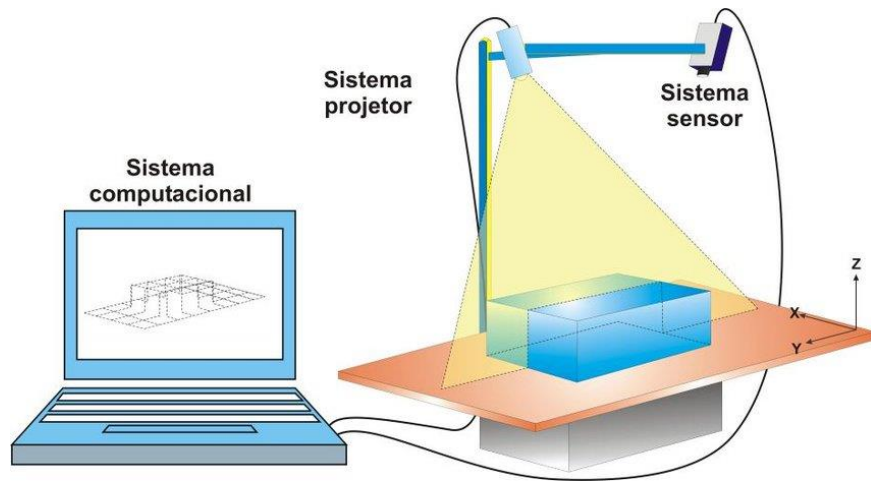 Sistema
projetor
Sistema
sensor
Sistema
computacional
Z
X
Y